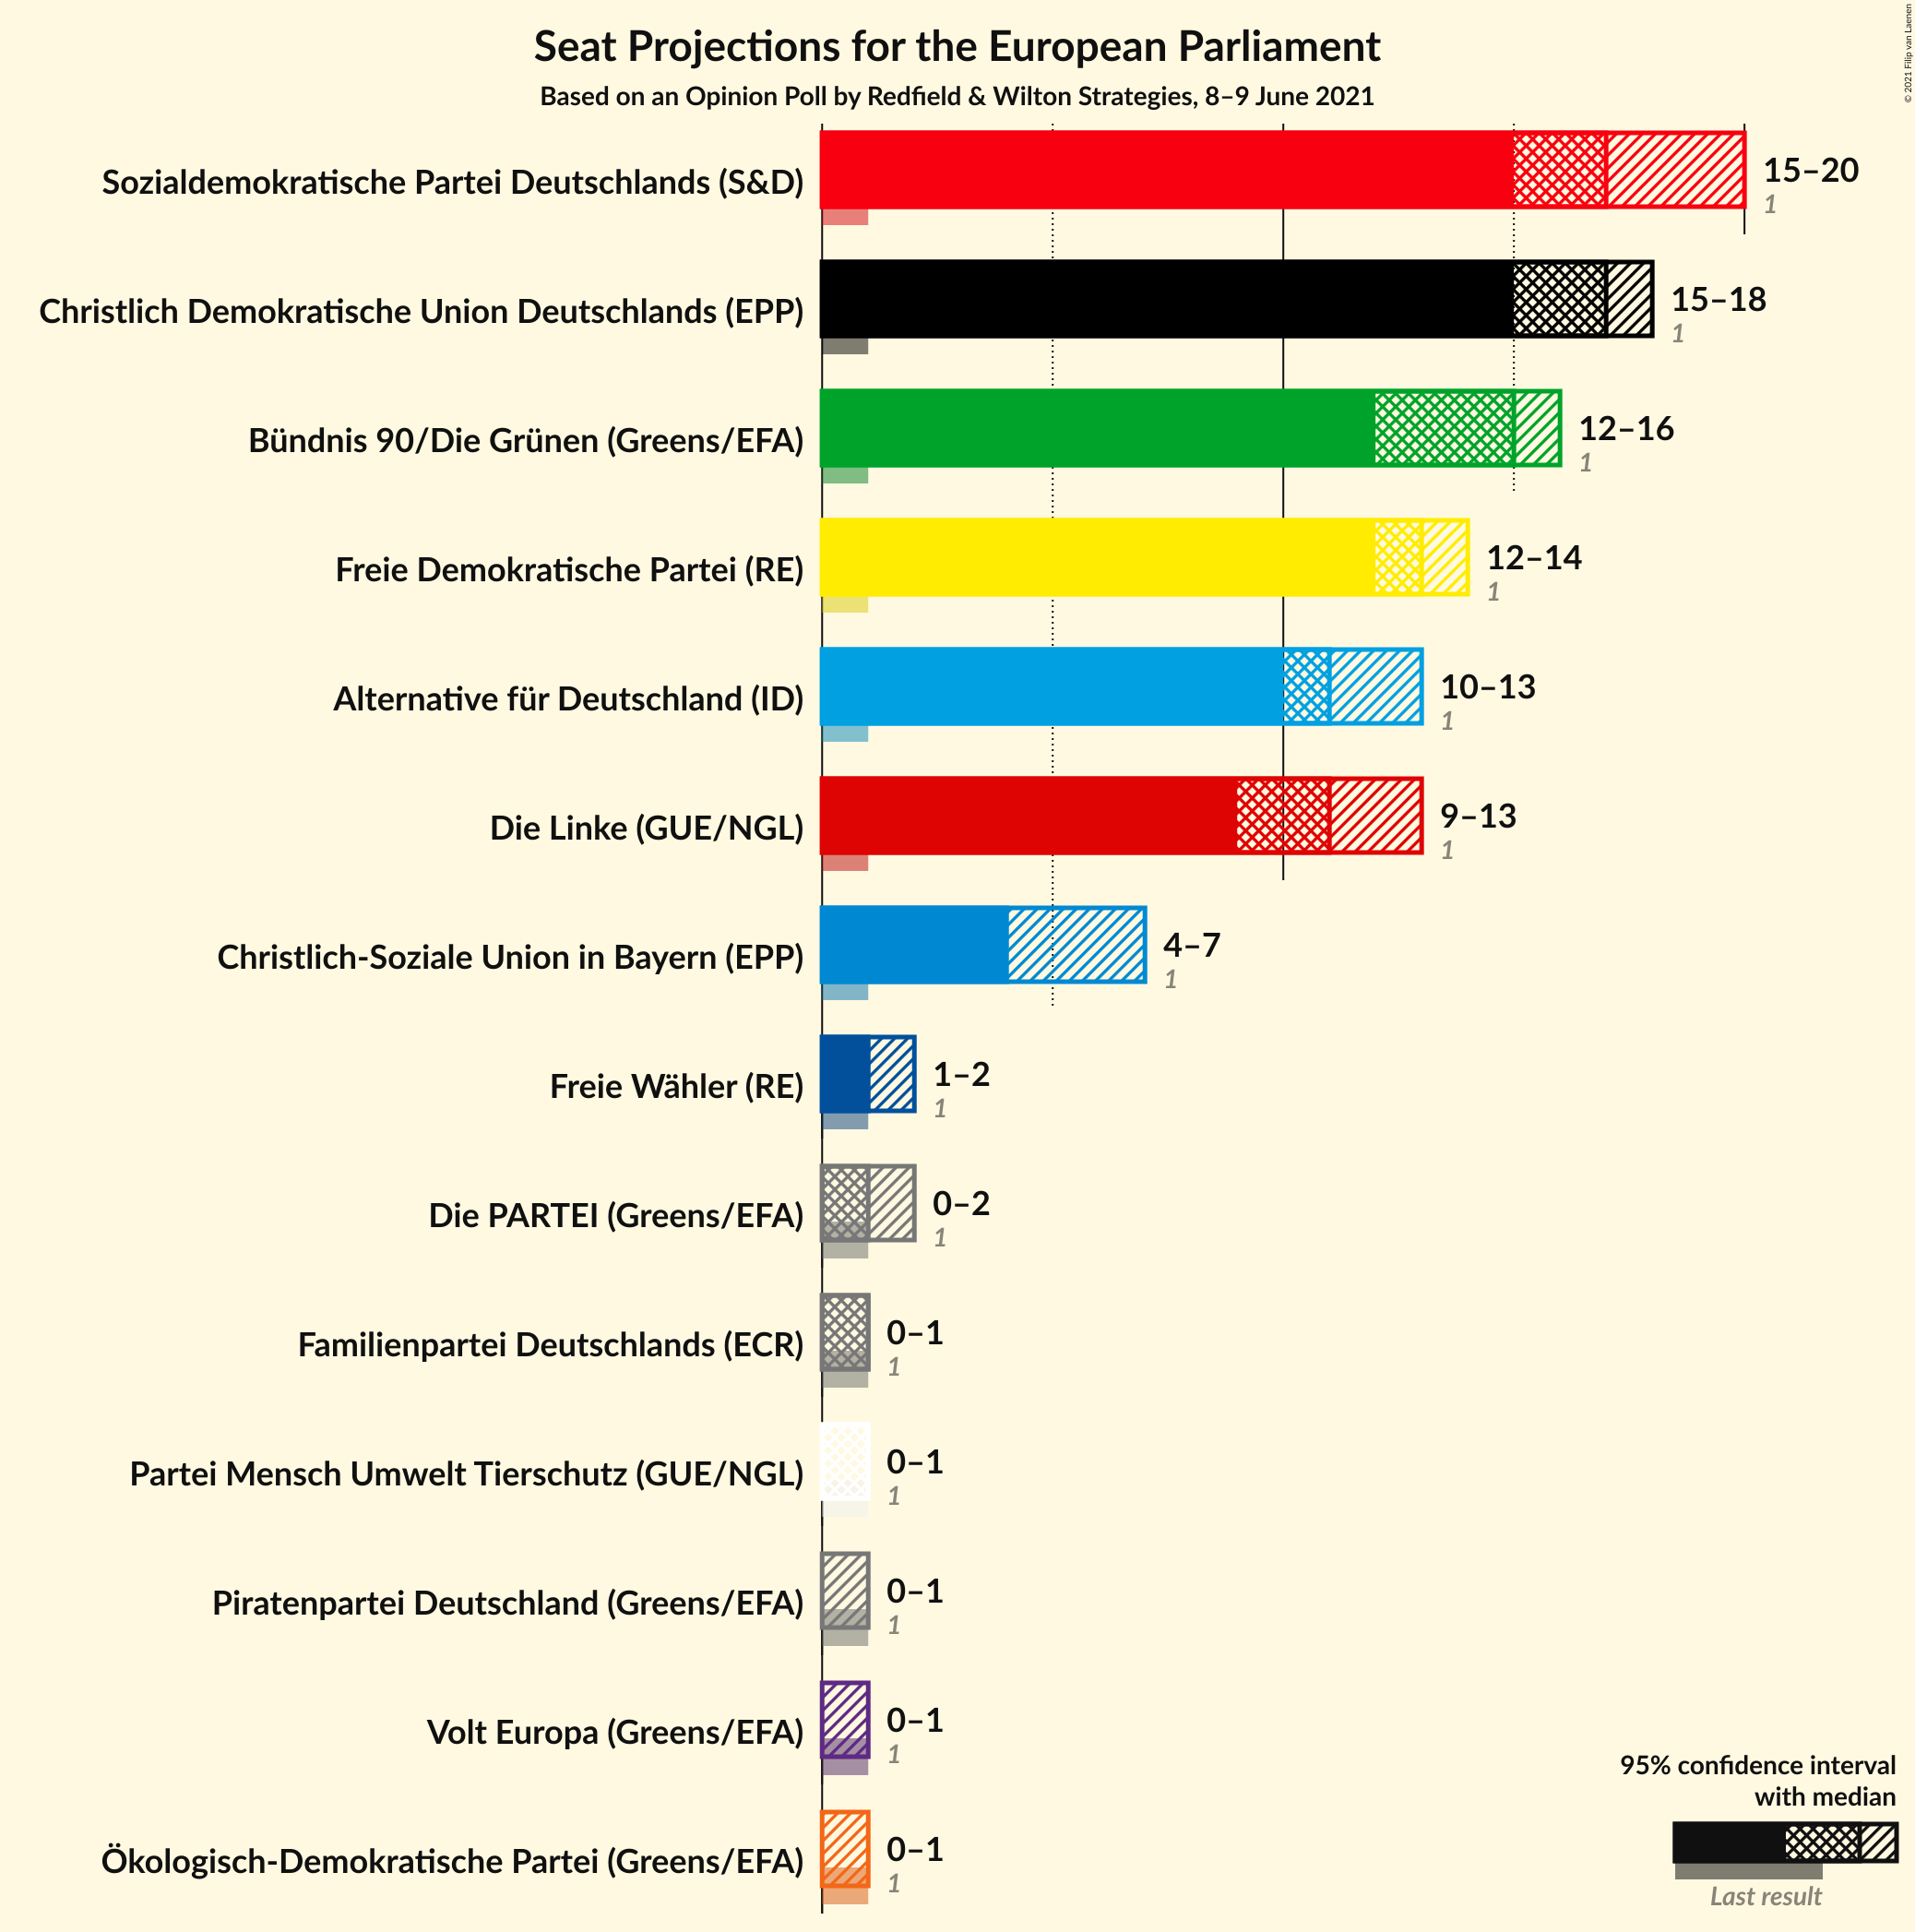 Seat Projections for the European Parliament
Based on an Opinion Poll by Redfield & Wilton Strategies, 8–9 June 2021
© 2021 Filip van Laenen
Sozialdemokratische Partei Deutschlands (S&D)
15–20
1
Christlich Demokratische Union Deutschlands (EPP)
15–18
1
Bündnis 90/Die Grünen (Greens/EFA)
12–16
1
Freie Demokratische Partei (RE)
12–14
1
Alternative für Deutschland (ID)
10–13
1
Die Linke (GUE/NGL)
9–13
1
Christlich-Soziale Union in Bayern (EPP)
4–7
1
Freie Wähler (RE)
1–2
1
Die PARTEI (Greens/EFA)
0–2
1
Familienpartei Deutschlands (ECR)
0–1
1
Partei Mensch Umwelt Tierschutz (GUE/NGL)
0–1
1
Piratenpartei Deutschland (Greens/EFA)
0–1
1
Volt Europa (Greens/EFA)
0–1
1
Ökologisch-Demokratische Partei (Greens/EFA)
0–1
1
95% confidence interval
with median
Last result